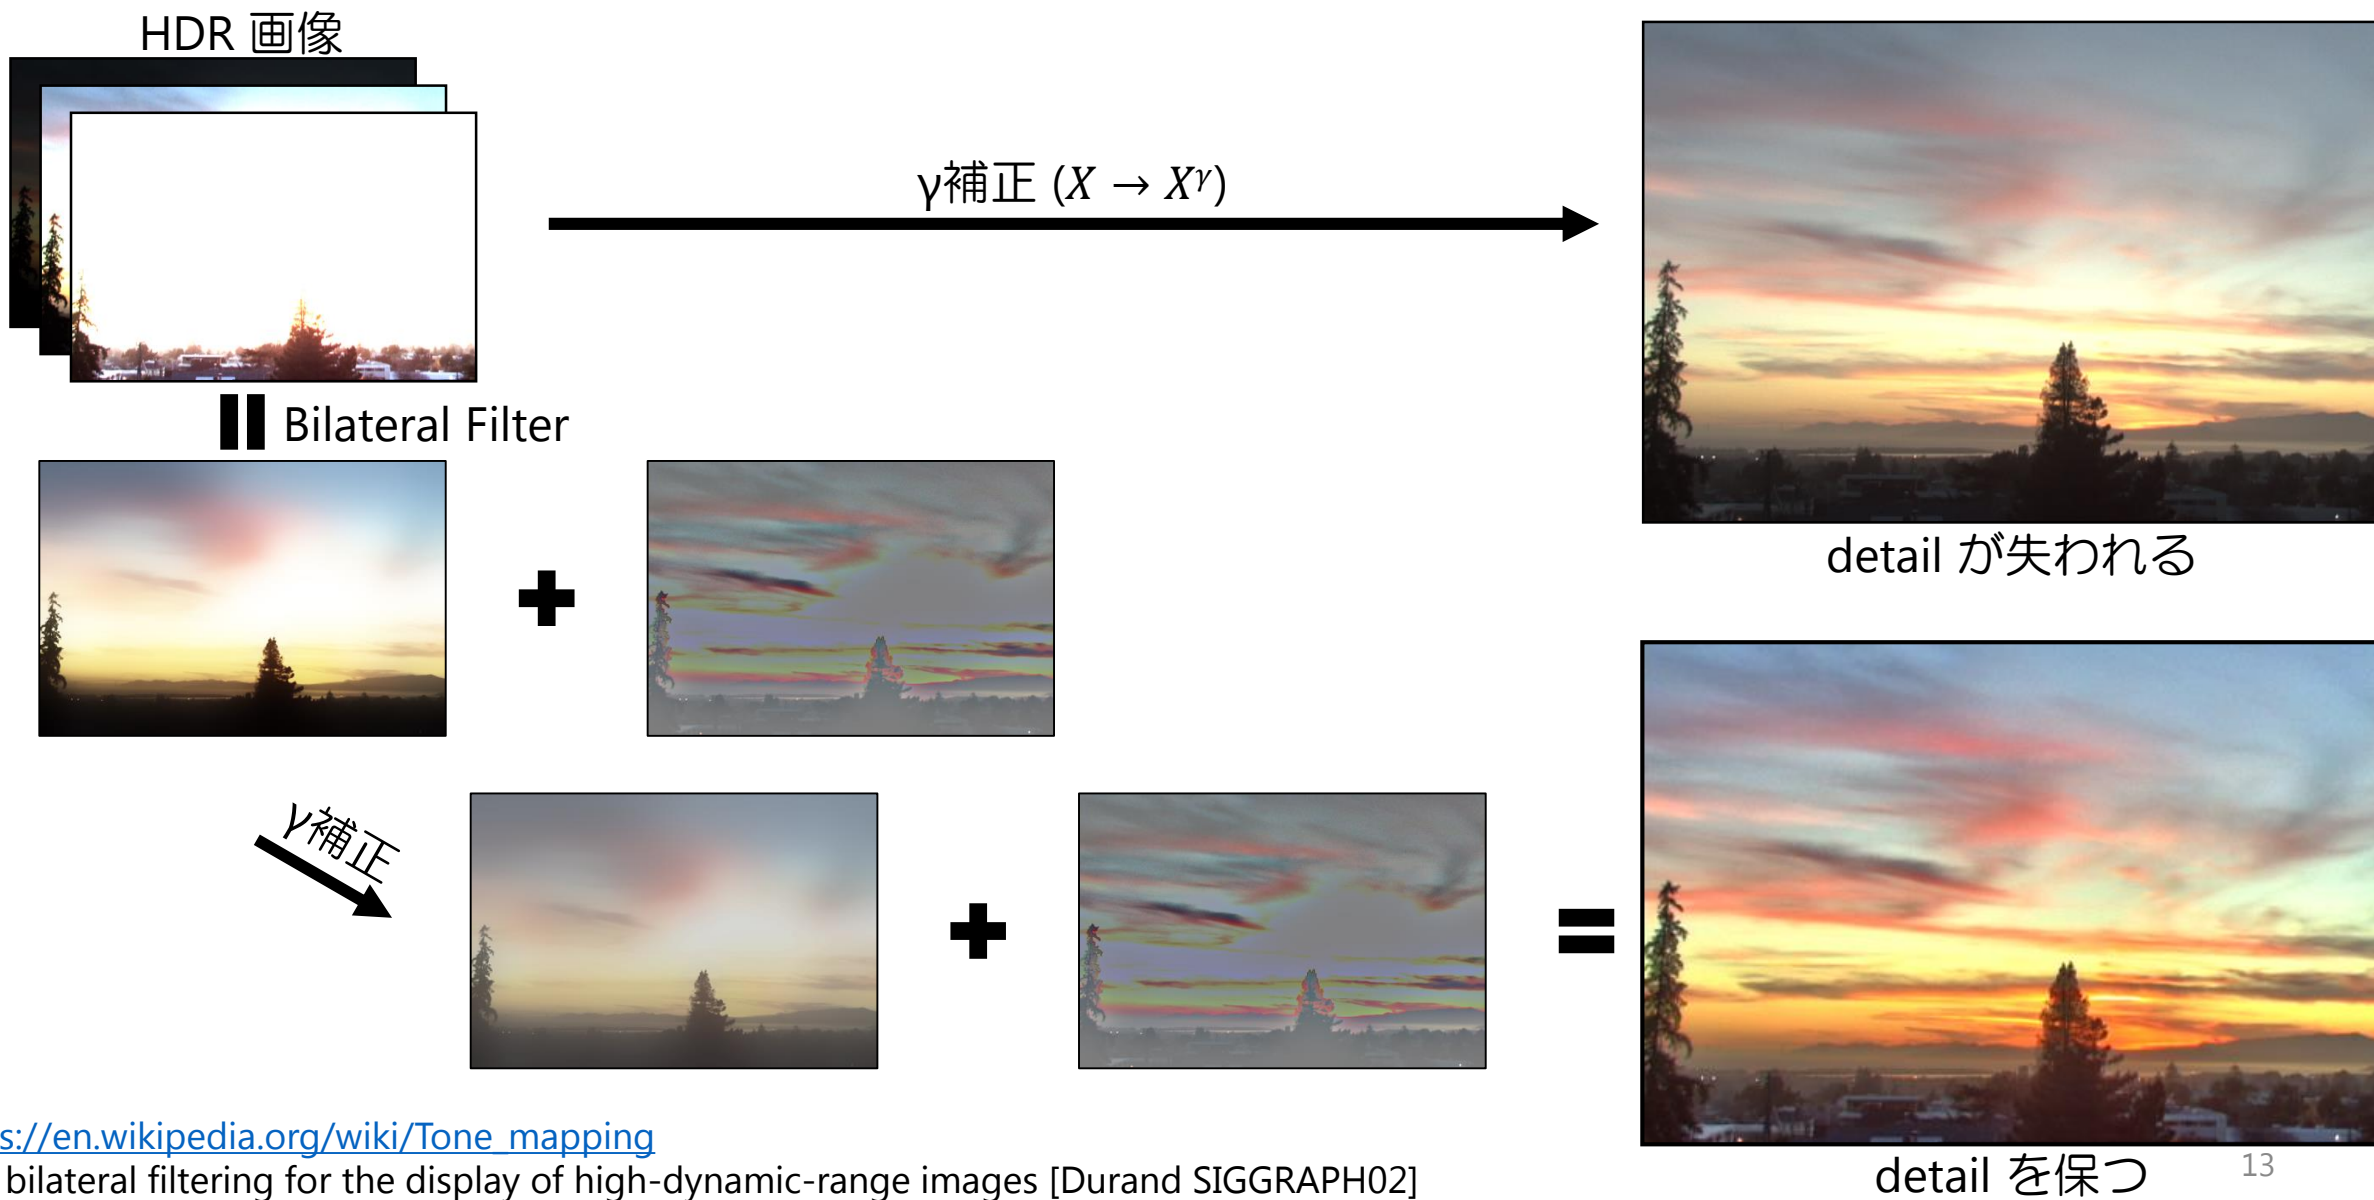 HDR 画像
γ補正 (X → X^γ)
Bilateral Filter
detail が失われる
γ補正
s://en.wikipedia.org/wiki/Tone_mapping
bilateral filtering for the display of high-dynamic-range images [Durand SIGGRAPH02]
detail を保つ
13